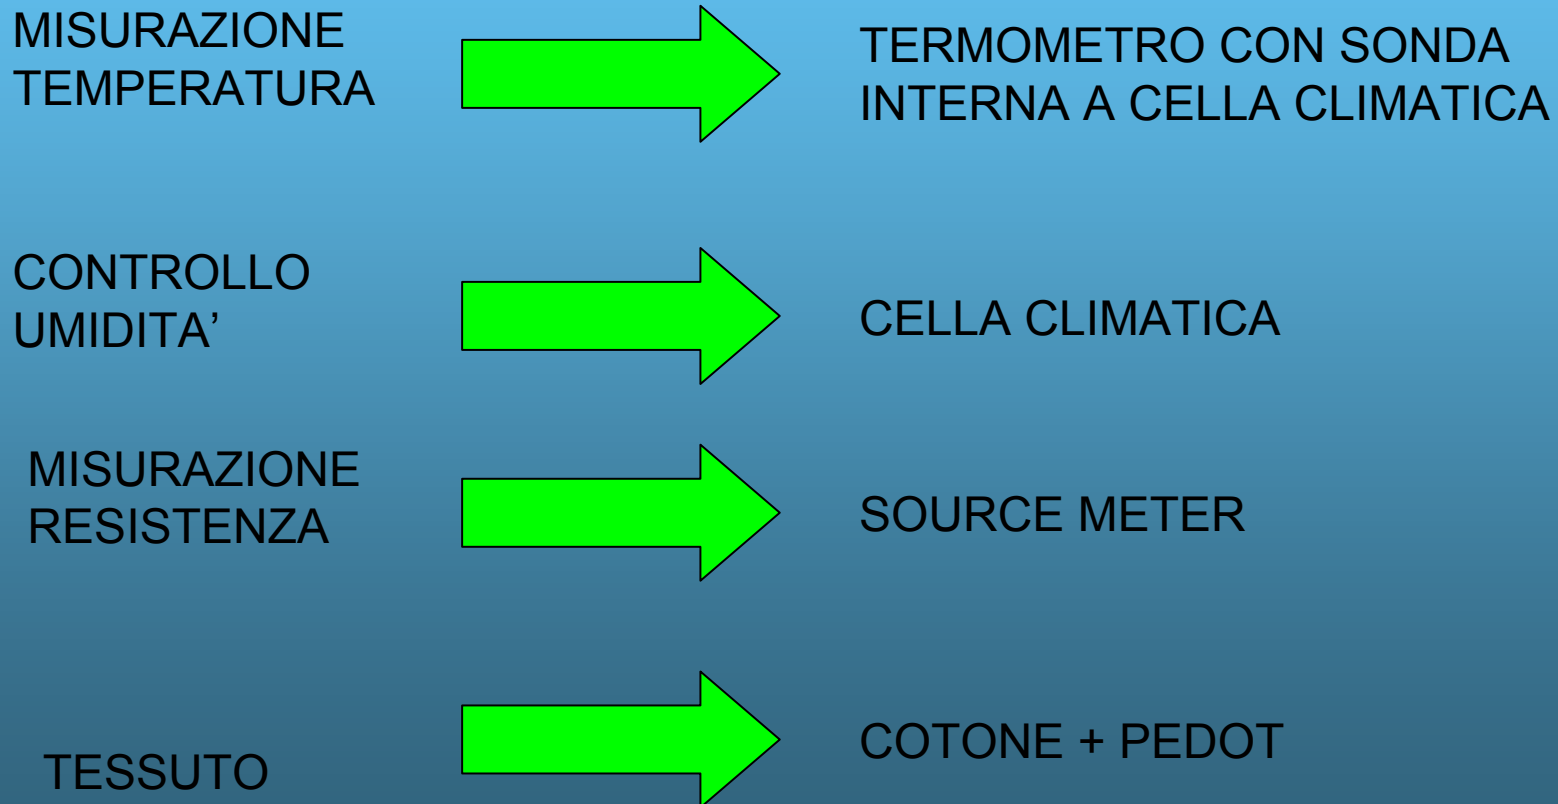 MISURAZIONE
TEMPERATURA
TERMOMETRO CON SONDA
INTERNA A CELLA CLIMATICA
CONTROLLO
UMIDITA’
CELLA CLIMATICA
MISURAZIONE
RESISTENZA
SOURCE METER
TESSUTO
COTONE + PEDOT